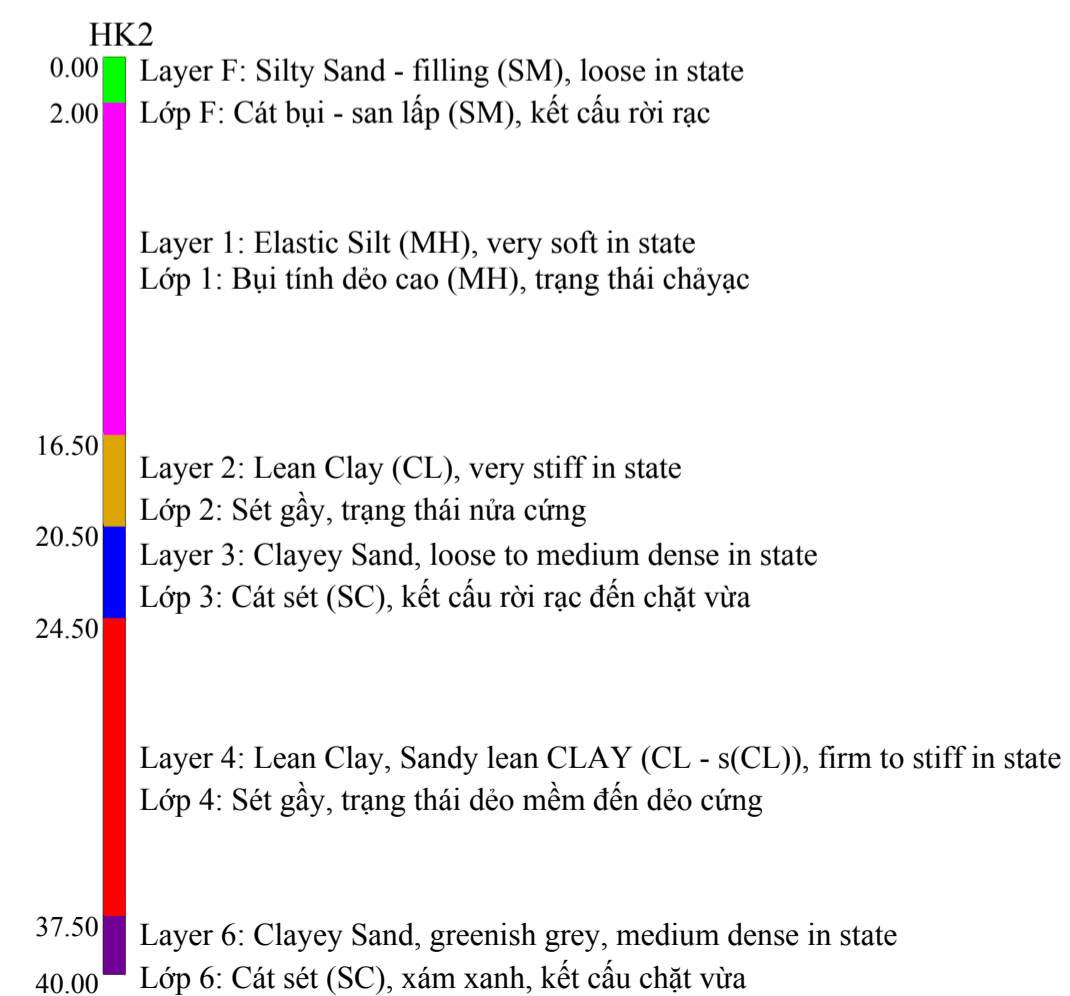 HK2
0.00
Layer F: Silty Sand - filling (SM), loose in state
2.00
Lớp F: Cát bụi - san lấp (SM), kết cấu rời rạc
Layer 1: Elastic Silt (MH), very soft in state
Lớp 1: Bụi tính dẻo cao (MH), trạng thái chảyạc
16.50
Layer 2: Lean Clay (CL), very stiff in state
Lớp 2: Sét gầy, trạng thái nửa cứng
20.50
Layer 3: Clayey Sand, loose to medium dense in state
Lớp 3: Cát sét (SC), kết cấu rời rạc đến chặt vừa
24.50
Layer 4: Lean Clay, Sandy lean CLAY (CL - s(CL)), firm to stiff in state
Lớp 4: Sét gầy, trạng thái dẻo mềm đến dẻo cứng
37.50
Layer 6: Clayey Sand, greenish grey, medium dense in state
40.00
Lớp 6: Cát sét (SC), xám xanh, kết cấu chặt vừa